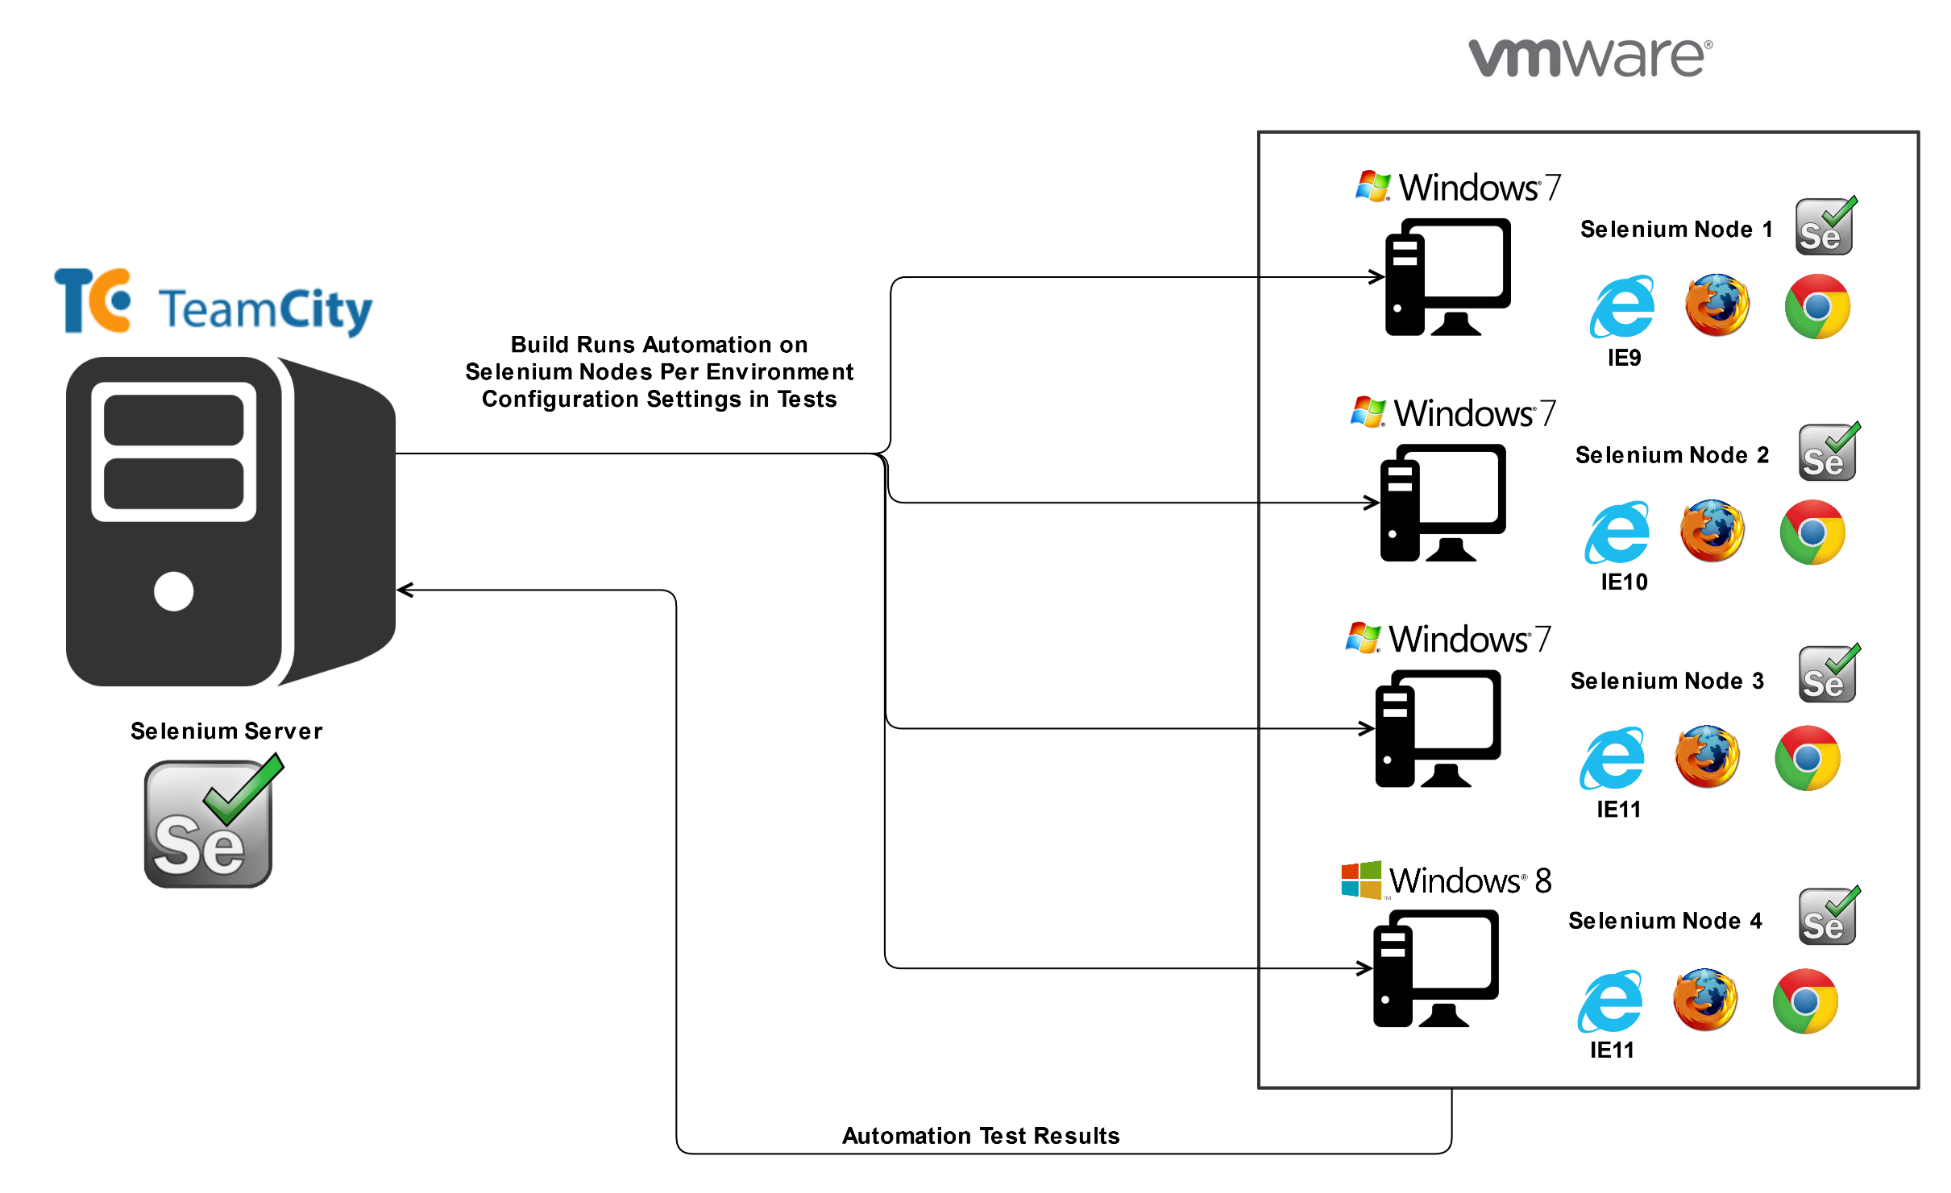 vmware®
TC TeamCity
Build Runs Automation on
Selenium Nodes Per Environment
Configuration Settings in Tests
Selenium Server
Se
Windows® 7
Selenium Node 1
Se
IE9
Windows® 7
Selenium Node 2
Se
IE10
Windows® 7
Selenium Node 3
Se
IE11
Windows® 8
TM
Selenium Node 4
Se
IE11
Automation Test Results